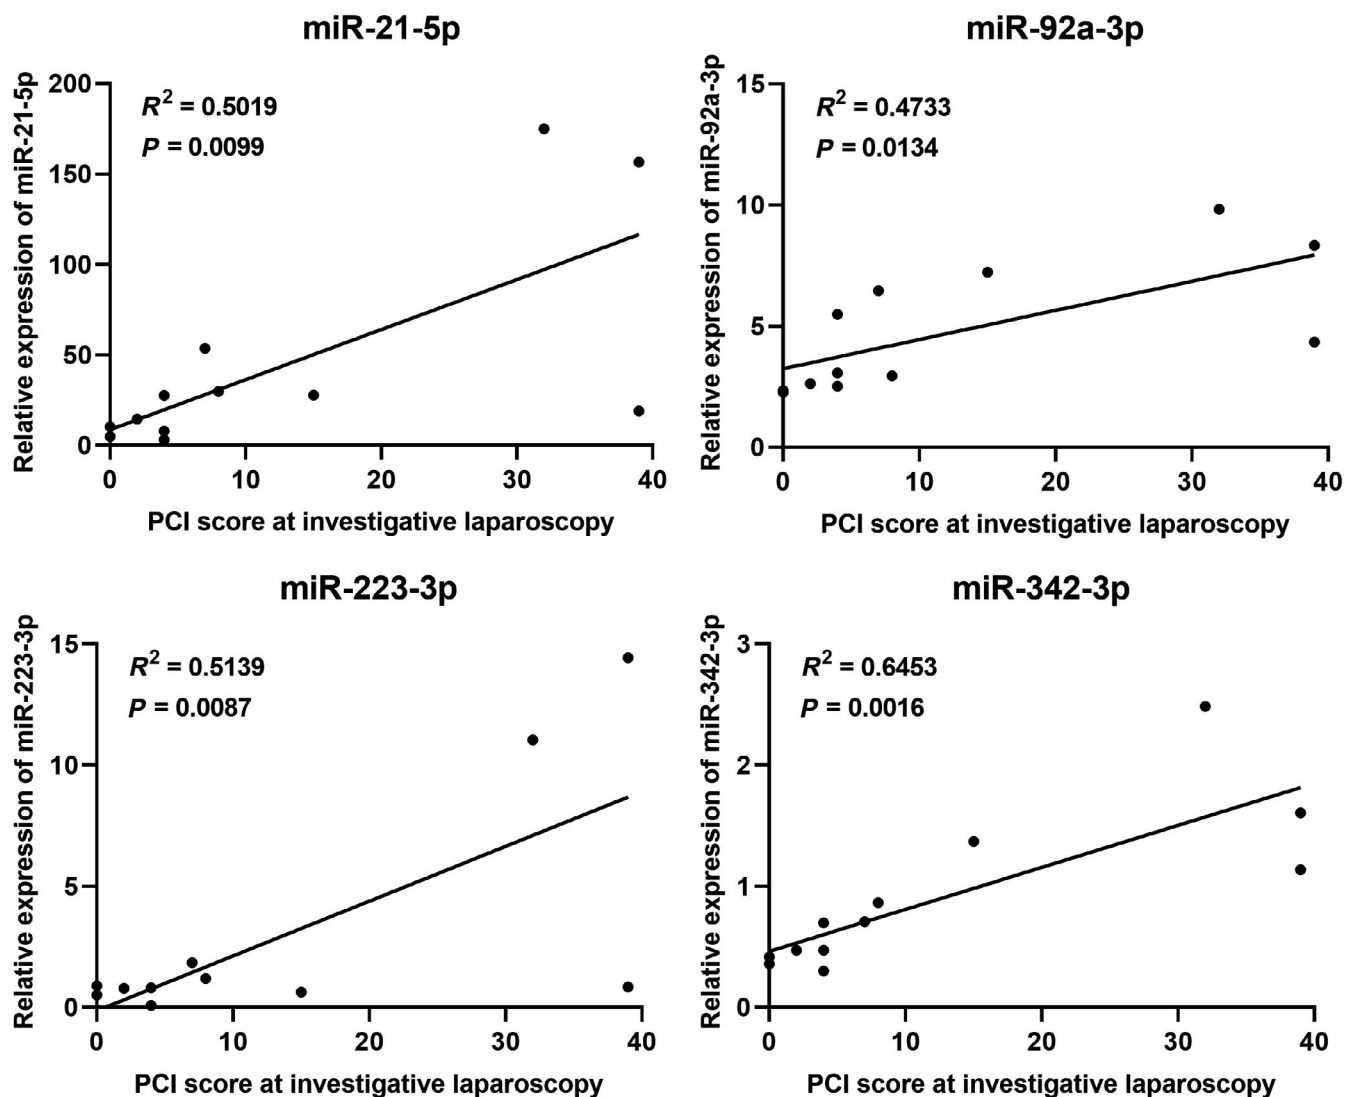 miR-21-5p
Relative expression of miR-21-5p
200
150
100
50
0
R² = 0.5019
P = 0.0099
0 10 20 30 40
PCI score at investigative laparoscopy
miR-92a-3p
Relative expression of miR-92a-3p
15
10
5
0
R² = 0.4733
P = 0.0134
0 10 20 30 40
PCI score at investigative laparoscopy
miR-223-3p
Relative expression of miR-223-3p
15
10
5
0
R² = 0.5139
P = 0.0087
0 10 20 30 40
PCI score at investigative laparoscopy
miR-342-3p
Relative expression of miR-342-3p
3
2
1
0
R² = 0.6453
P = 0.0016
0 10 20 30 40
PCI score at investigative laparoscopy